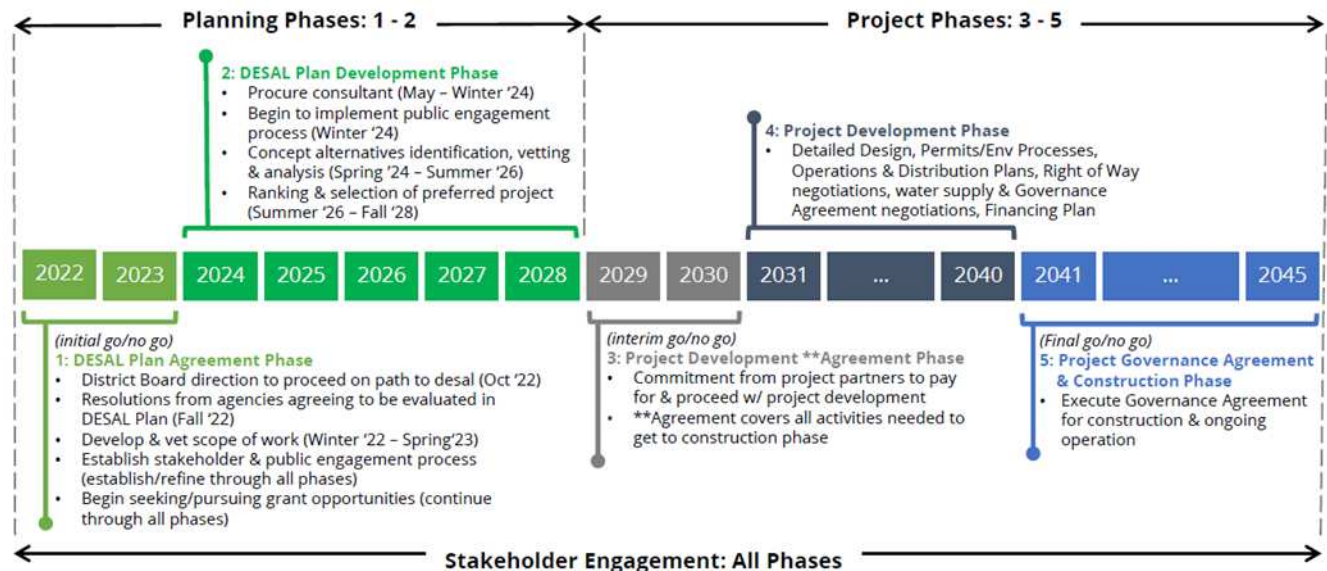 Planning Phases: 1 - 2
Project Phases: 3 - 5
2: DESAL Plan Development Phase
• Procure consultant (May – Winter ‘24)
• Begin to implement public engagement
process (Winter ‘24)
• Concept alternatives identification, vetting
& analysis (Spring ‘24 – Summer ‘26)
• Ranking & selection of preferred project
(Summer ‘26 – Fall ‘28)
4: Project Development Phase
• Detailed Design, Permits/Env Processes,
Operations & Distribution Plans, Right of Way
negotiations, water supply & Governance
Agreement negotiations, Financing Plan
2022 2023 2024 2025 2026 2027 2028 2029 2030 2031 ... 2040 2041 ... 2045
(initial go/no go)
1: DESAL Plan Agreement Phase
• District Board direction to proceed on path to desal (Oct ‘22)
• Resolutions from agencies agreeing to be evaluated in
DESAL Plan (Fall ‘22)
• Develop & vet scope of work (Winter ‘22 – Spring‘23)
• Establish stakeholder & public engagement process
(establish/refine through all phases)
• Begin seeking/pursuing grant opportunities (continue
through all phases)
(interim go/no go)
3: Project Development **Agreement Phase
• Commitment from project partners to pay
for & proceed w/ project development
• **Agreement covers all activities needed to
get to construction phase
(Final go/no go)
5: Project Governance Agreement
& Construction Phase
• Execute Governance Agreement
for construction & ongoing
operation
Stakeholder Engagement: All Phases